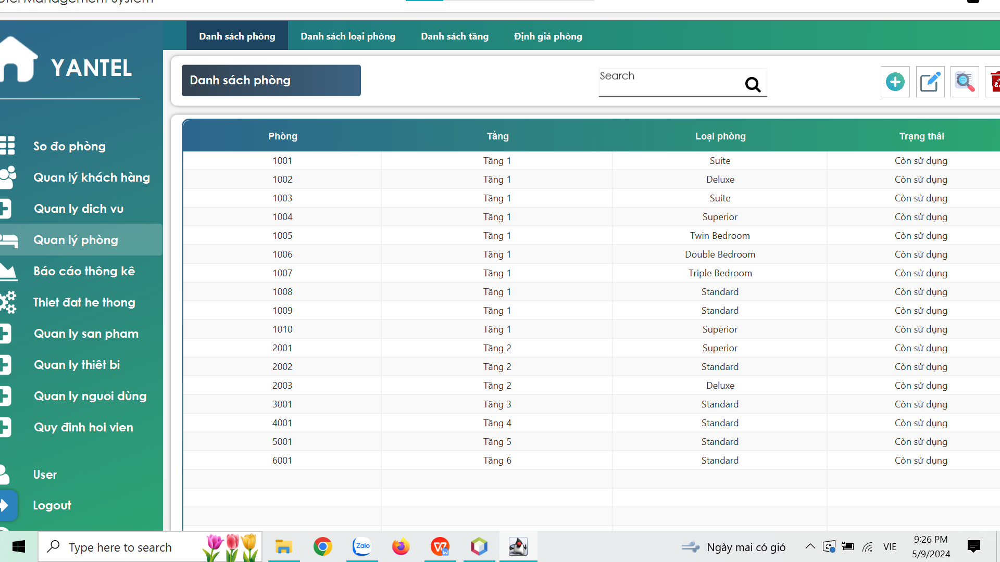 Management System
YANTEL
So đo phòng
Quan lý khách hàng
Quan ly dich vu
Quan lý phòng
Báo cáo thông kê
Thiet đat he thong
Quan ly san pham
Quan ly thiêt bi
Quan ly nguoi dùng
Quy đinh hoi vien
User
Logout
Danh sách phòng Danh sách loại phòng Danh sách tầng Định giá phòng
Danh sách phòng
Search
Phòng Tầng Loại phòng Trạng thái
1001 Tầng 1 Suite Còn sử dụng
1002 Tầng 1 Deluxe Còn sử dụng
1003 Tầng 1 Suite Còn sử dụng
1004 Tầng 1 Superior Còn sử dụng
1005 Tầng 1 Twin Bedroom Còn sử dụng
1006 Tầng 1 Double Bedroom Còn sử dụng
1007 Tầng 1 Triple Bedroom Còn sử dụng
1008 Tầng 1 Standard Còn sử dụng
1009 Tầng 1 Standard Còn sử dụng
1010 Tầng 1 Superior Còn sử dụng
2001 Tầng 2 Superior Còn sử dụng
2002 Tầng 2 Standard Còn sử dụng
2003 Tầng 2 Deluxe Còn sử dụng
3001 Tầng 3 Standard Còn sử dụng
4001 Tầng 4 Standard Còn sử dụng
5001 Tầng 5 Standard Còn sử dụng
6001 Tầng 6 Standard Còn sử dụng
Type here to search
Zalo
W
Ngày mai có gió
VIE
9:26 PM
5/9/2024